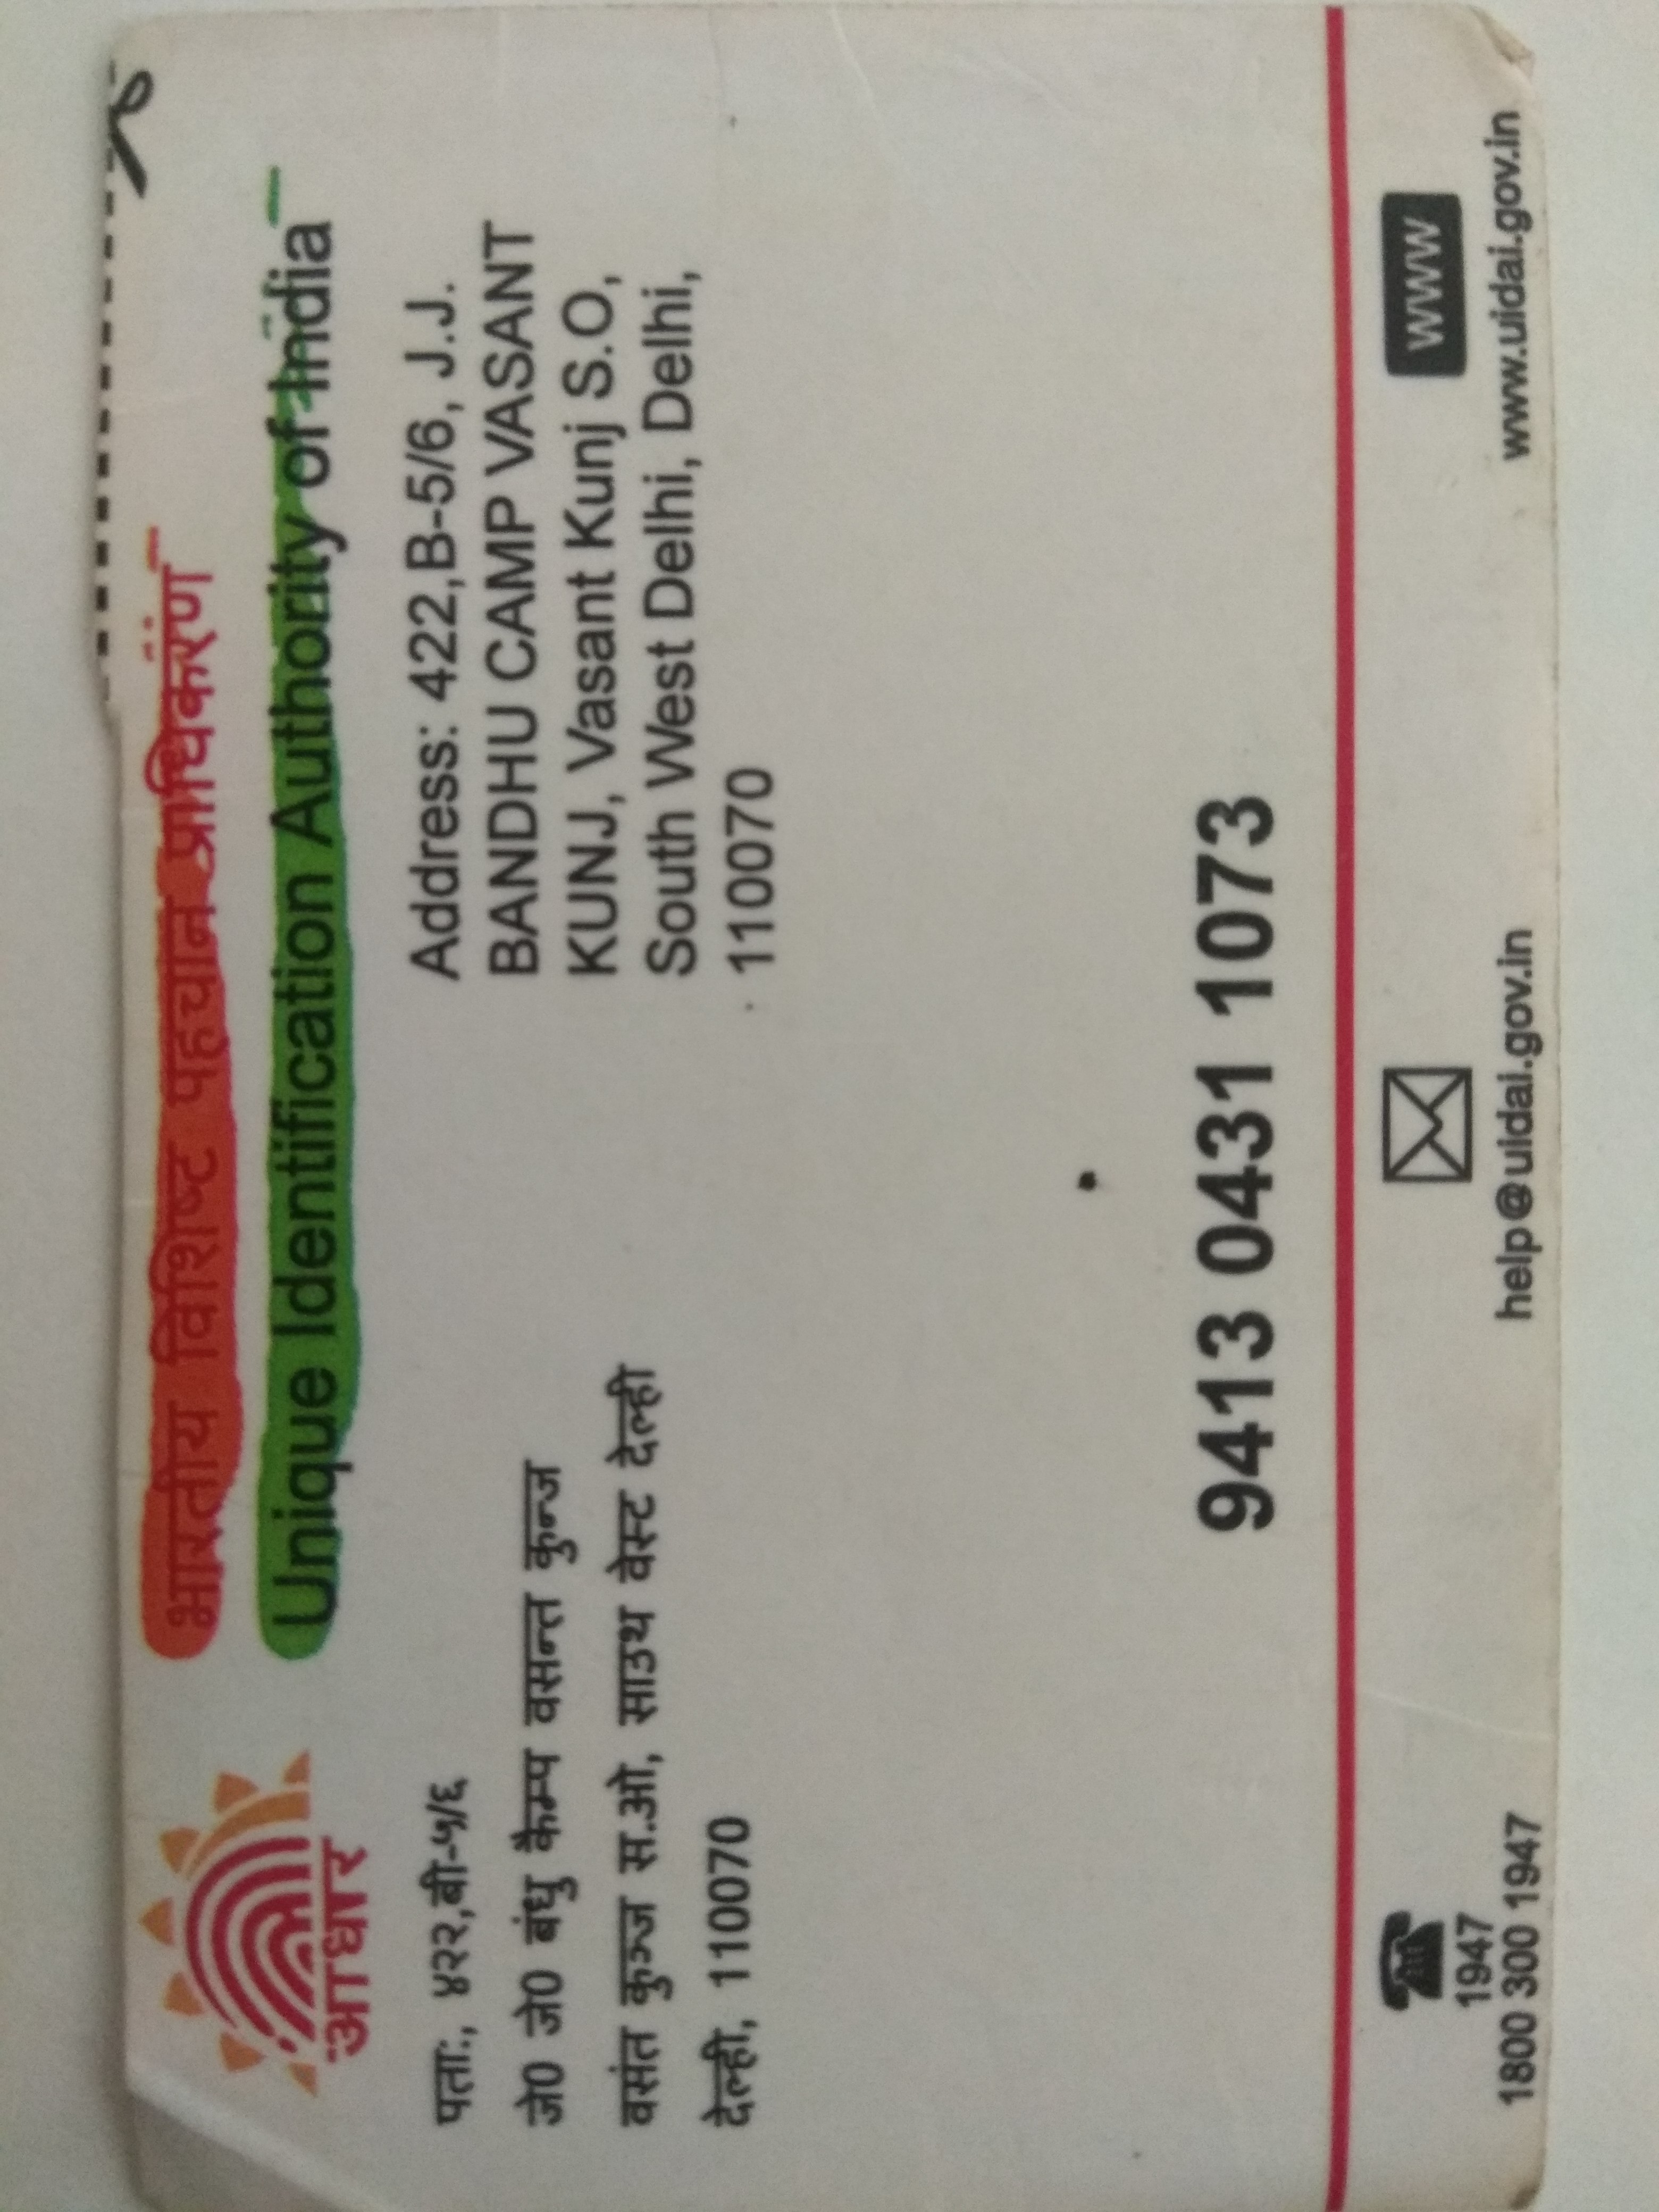 भारतीय विशिष्ट पहचान प्राधिकरण
Unique Identification Authority of India
आधार
पताः, ४२२,बी-५/६
जे0 जे0 बंधु कैम्प वसन्त कुन्ज
वसंत कुञ्ज स.ओ, साउथ वेस्ट देल्ही
देल्ही, 110070
Address: 422,B-5/6, J.J.
BANDHU CAMP VASANT
KUNJ, Vasant Kunj S.O,
South West Delhi, Delhi,
110070
9413 0431 1073
1947
1800 300 1947
help@uidai.gov.in
WWW
www.uidai.gov.in